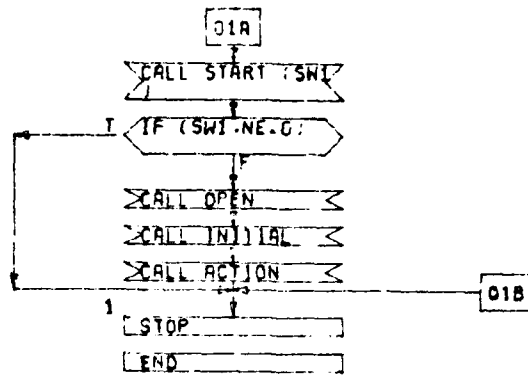 01A
CALL START (SW1
)
IF (SW1.NE.0)
T
F
CALL OPEN
CALL INITIAL
CALL ACTION
01B
1
STOP
END